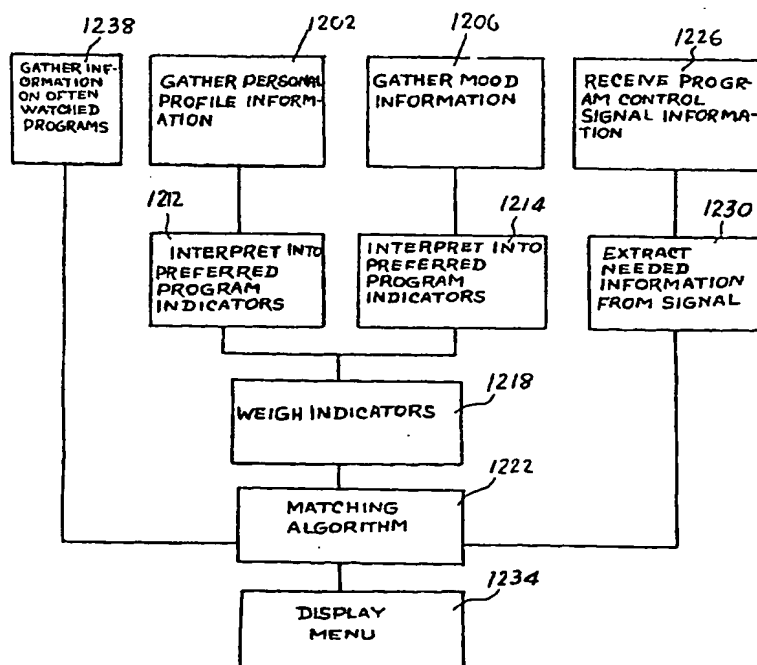 1238
1202
1206
1226
GATHER INF-
ORMATION
ON OFTEN
WATCHED
PROGRAMS
GATHER PERSONAL
PROFILE INFORM-
ATION
GATHER MOOD
INFORMATION
RECEIVE PROGR-
AM CONTROL
SIGNAL INFORMA-
TION
1212
1214
1230
INTERPRET INTO
PREFERRED
PROGRAM
INDICATORS
INTERPRET INTO
PREFERRED
PROGRAM
INDICATORS
EXTRACT
NEEDED
INFORMATION
FROM SIGNAL
1218
WEIGH INDICATORS
1222
MATCHING
ALGORITHM
1234
DISPLAY
MENU